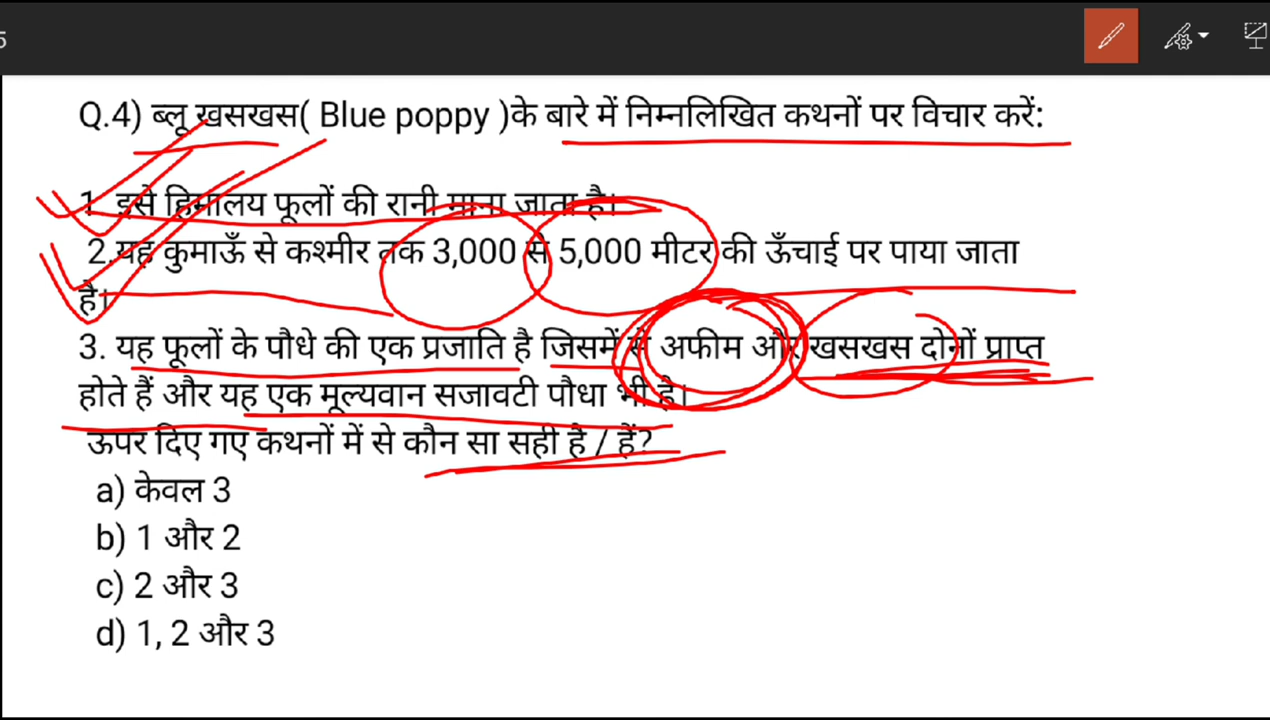 5
Q.4) ब्लू खसखस( Blue poppy )के बारे में निम्नलिखित कथनों पर विचार करें:
1. इसे हिमालय फूलों की रानी माना जाता है।
2.यह कुमाऊँ से कश्मीर तक 3,000 से 5,000 मीटर की ऊँचाई पर पाया जाता
है।
3. यह फूलों के पौधे की एक प्रजाति है जिसमें से अफीम और खसखस दोनों प्राप्त
होते हैं और यह एक मूल्यवान सजावटी पौधा भी है।
ऊपर दिए गए कथनों में से कौन सा सही है / हैं?
a) केवल 3
b) 1 और 2
c) 2 और 3
d) 1, 2 और 3